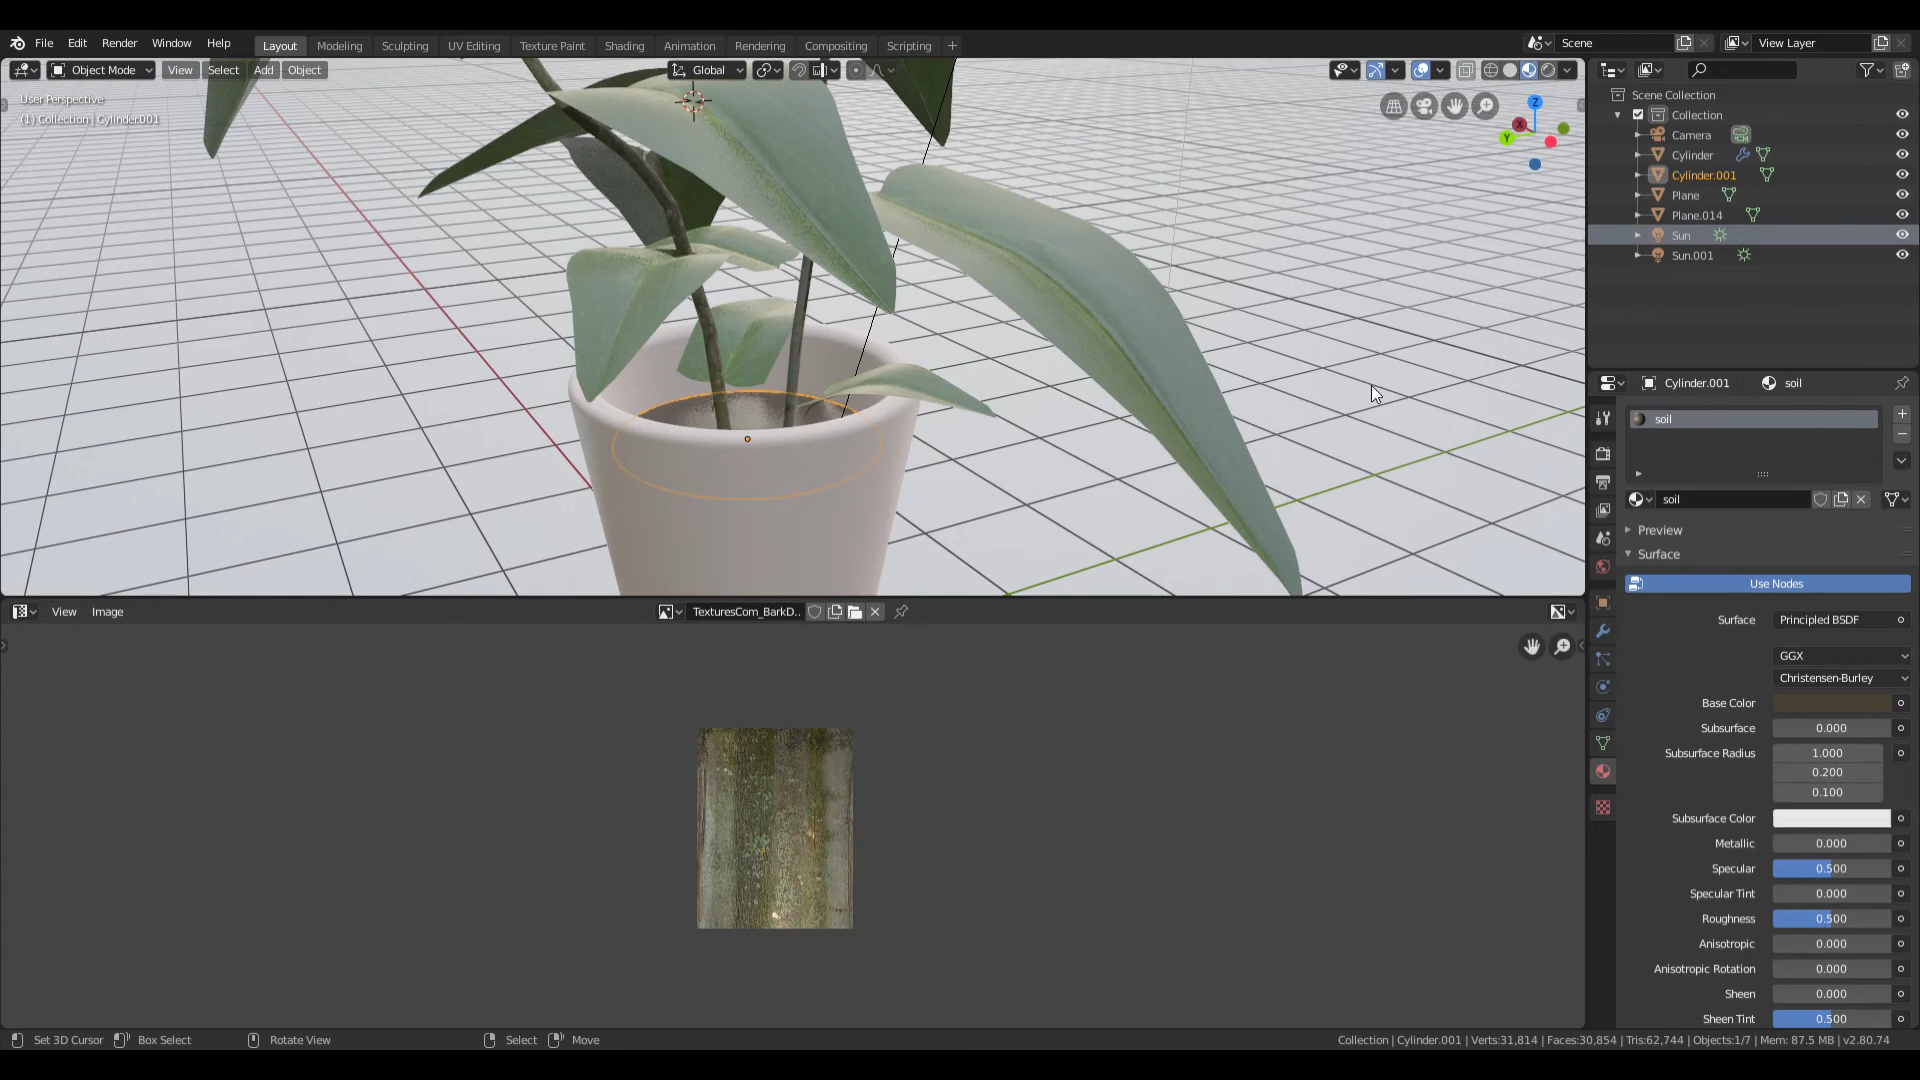 File Edit Render Window Help Layout Modeling Sculpting UV Editing Texture Paint Shading Animation Rendering Compositing Scripting + Scene View Layer
Object Mode View Select Add Object Global
User Perspective
(1) Collection | Cylinder.001
Z
Y
Scene Collection
Collection
Camera
Cylinder
Cylinder.001
Plane
Plane.014
Sun
Sun.001
Cylinder.001 soil
soil
soil
Preview
Surface
Use Nodes
Surface Principled BSDF
GGX
Christensen-Burley
Base Color
Subsurface 0.000
Subsurface Radius 1.000
0.200
0.100
Subsurface Color
Metallic 0.000
Specular 0.500
Specular Tint 0.000
Roughness 0.500
Anisotropic 0.000
Anisotropic Rotation 0.000
Sheen 0.000
Sheen Tint 0.500
View Image TexturesCom_BarkD..
Set 3D Cursor Box Select Rotate View Select Move Collection | Cylinder.001 | Verts:31,814 | Faces:30,854 | Tris:62,744 | Objects:1/7 | Mem: 87.5 MB | v2.80.74